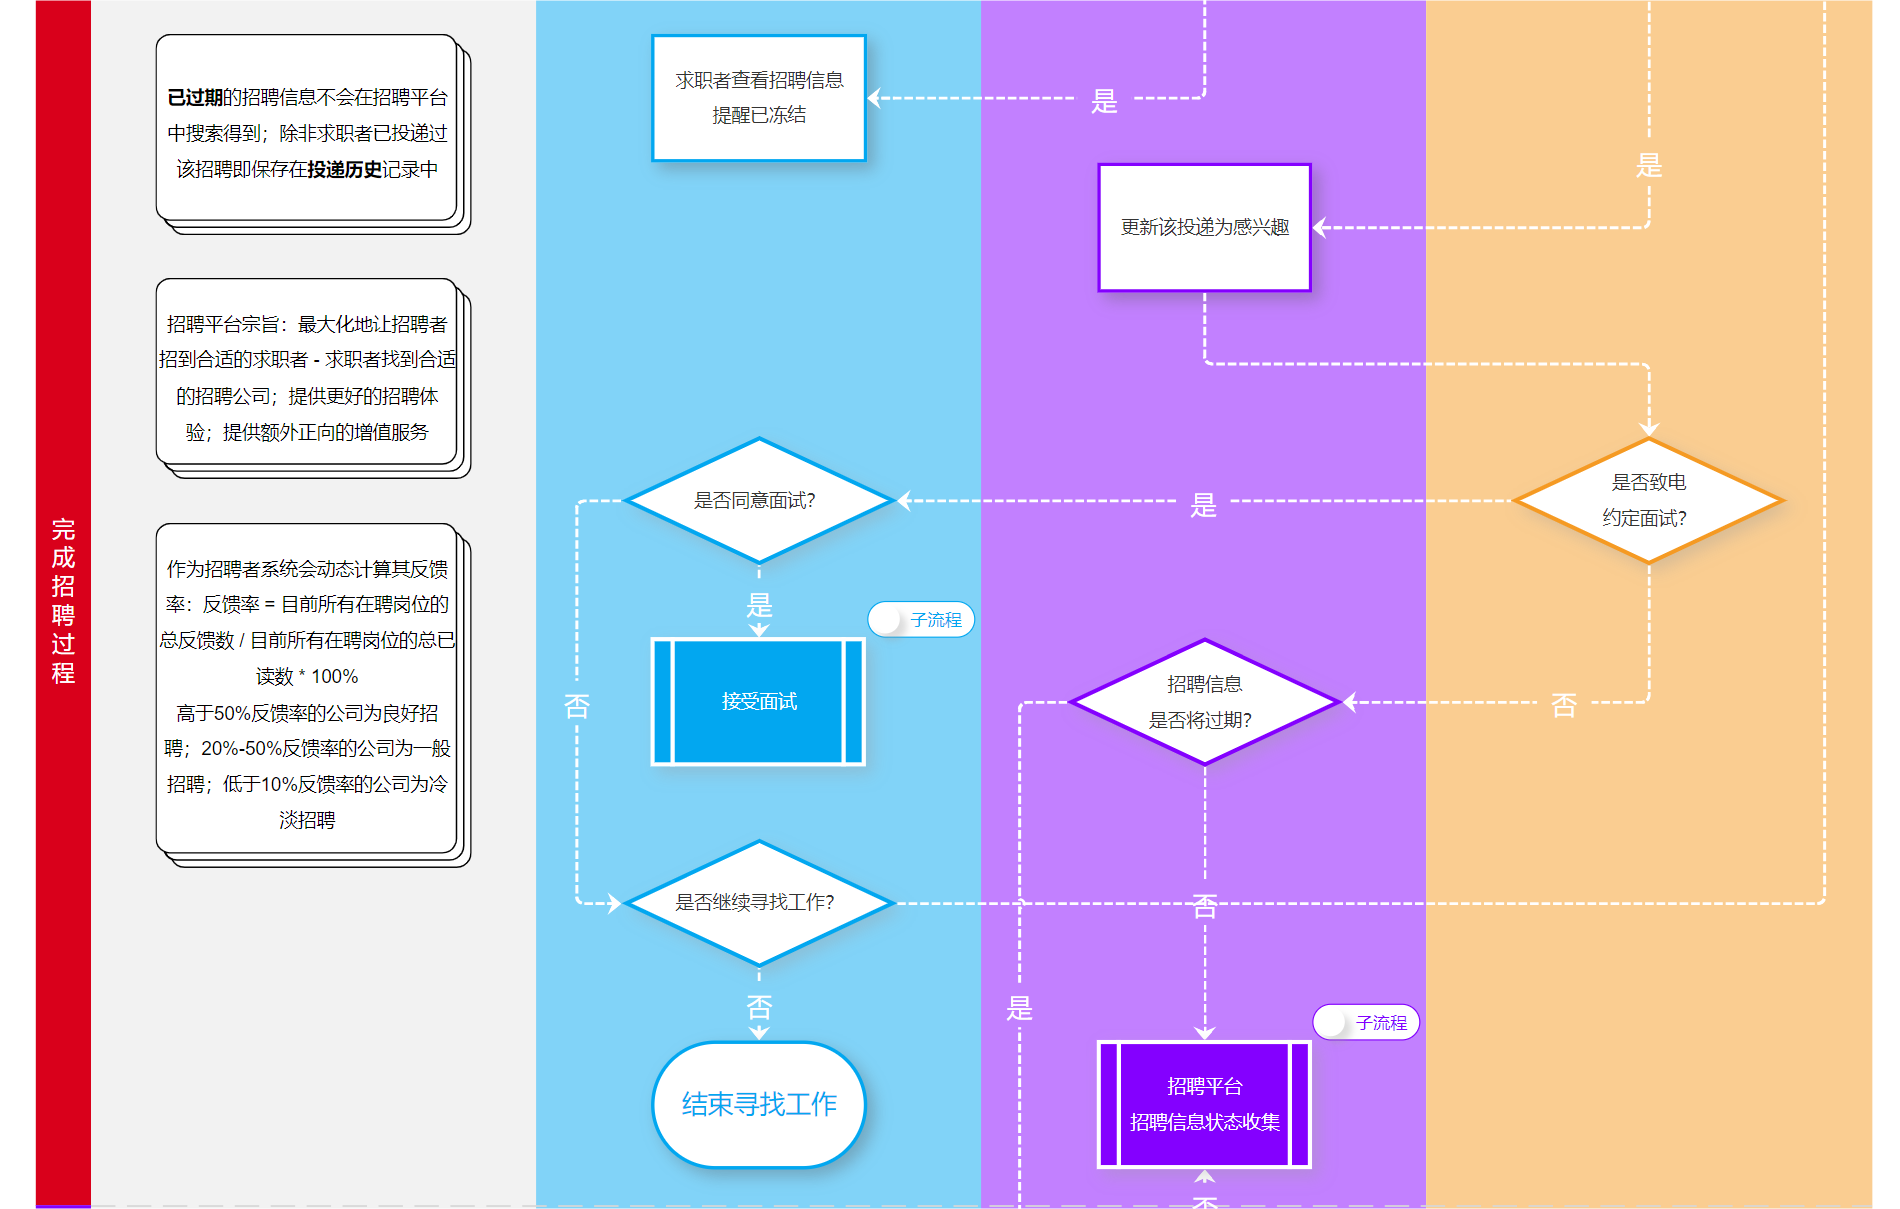 完成招聘过程
已过期的招聘信息不会在招聘平台
中搜索得到；除非求职者已投递过
该招聘即保存在投递历史记录中
招聘平台宗旨：最大化地让招聘者
招到合适的求职者 - 求职者找到合适
的招聘公司；提供更好的招聘体
验；提供额外正向的增值服务
作为招聘者系统会动态计算其反馈
率：反馈率 = 目前所有在聘岗位的
总反馈数 / 目前所有在聘岗位的总已
读数 * 100%
高于50%反馈率的公司为良好招
聘；20%-50%反馈率的公司为一般
招聘；低于10%反馈率的公司为冷
淡招聘
求职者查看招聘信息
提醒已冻结
是
是
更新该投递为感兴趣
是否同意面试？
是
是否致电
约定面试？
是
子流程
接受面试
否
招聘信息
是否将过期？
否
是否继续寻找工作？
否
否
是
结束寻找工作
子流程
招聘平台
招聘信息状态收集
否